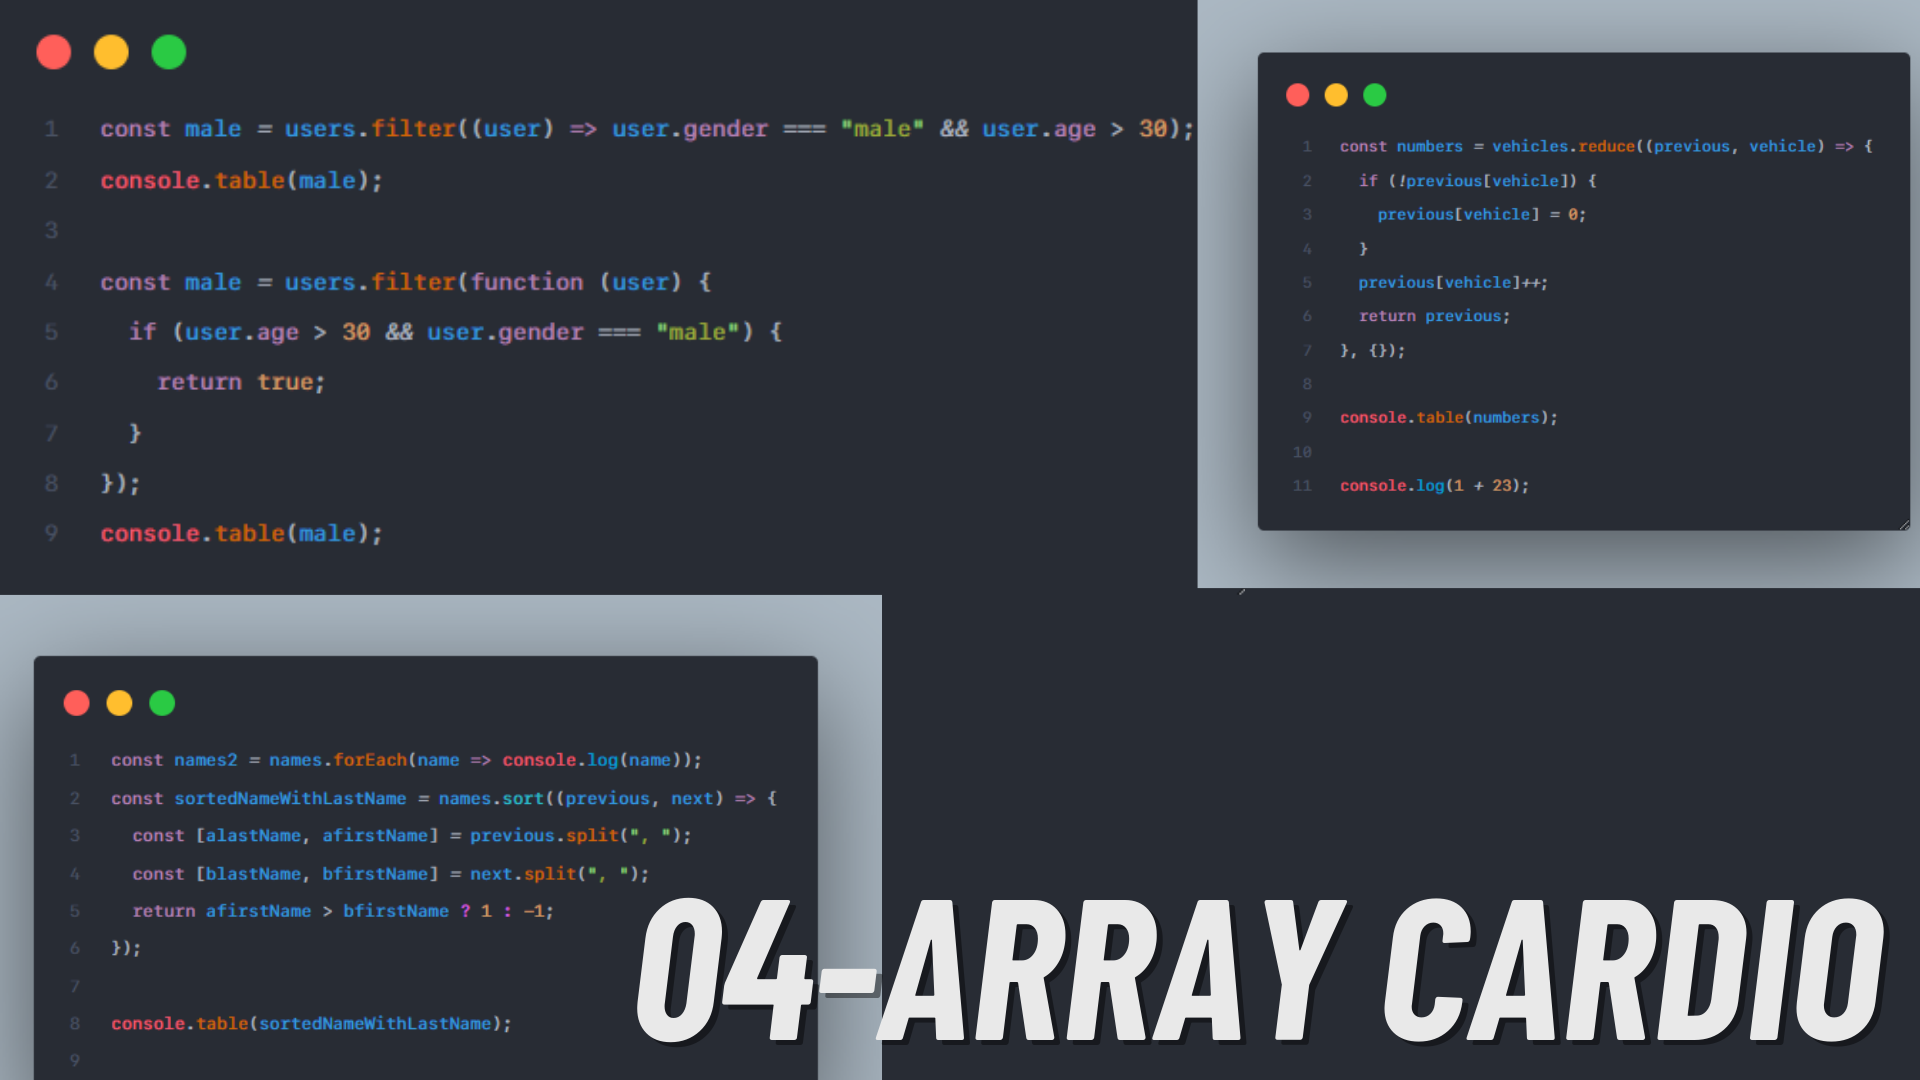 1 const male = users.filter((user) => user.gender === "male" && user.age > 30);
2 console.table(male);
3
4 const male = users.filter(function (user) {
5 if (user.age > 30 && user.gender === "male") {
6 return true;
7 }
8 });
9 console.table(male);
1 const numbers = vehicles.reduce((previous, vehicle) => {
2 if (!previous[vehicle]) {
3 previous[vehicle] = 0;
4 }
5 previous[vehicle]++;
6 return previous;
7 }, {});
8
9 console.table(numbers);
10
11 console.log(1 + 23);
1 const names2 = names.forEach(name => console.log(name));
2 const sortedNameWithLastName = names.sort((previous, next) => {
3 const [alastName, afirstName] = previous.split(", ");
4 const [blastName, bfirstName] = next.split(", ");
5 return afirstName > bfirstName ? 1 : -1;
6 });
7
8 console.table(sortedNameWithLastName);
9
04-ARRAY CARDIO